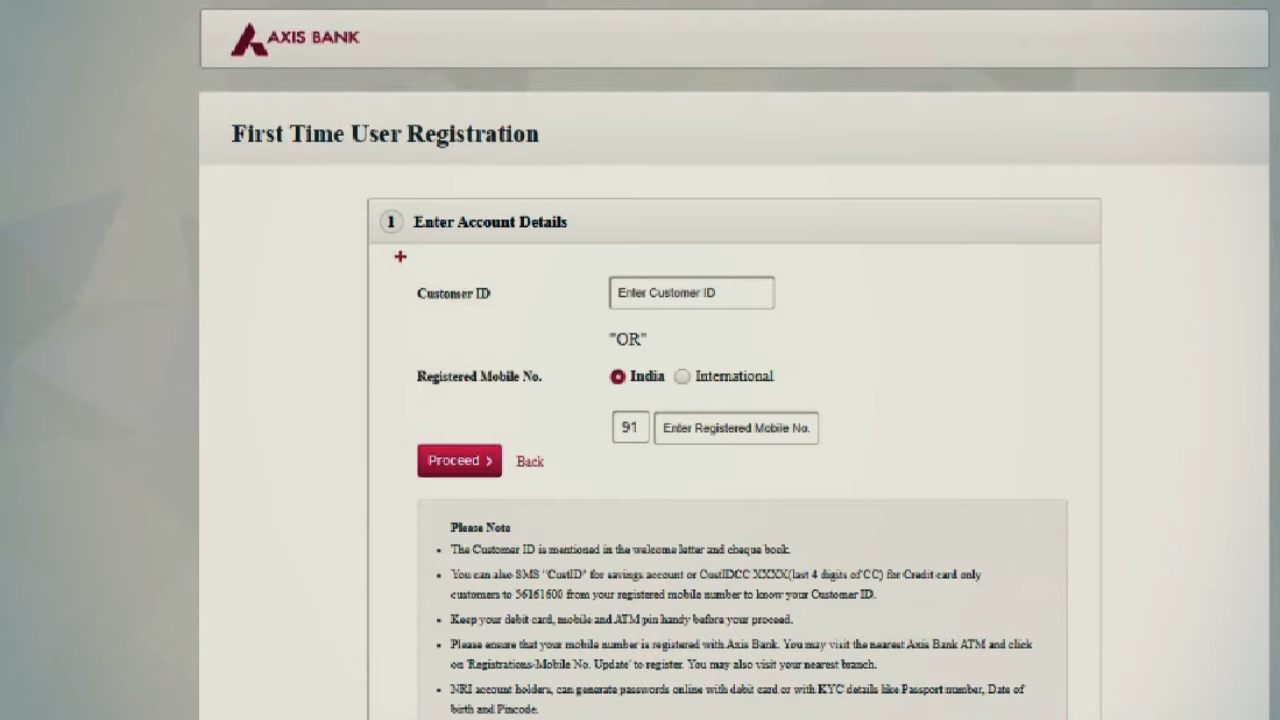 AXIS BANK
First Time User Registration
1 Enter Account Details
+
Customer ID Enter Customer ID
"OR"
Registered Mobile No. India International
91 Enter Registered Mobile No.
Proceed > Back
Please Note
• The Customer ID is mentioned in the welcome letter and cheque book.
• You can also SMS "CustID" for savings account or CustIDCC XXXX(last 4 digits of CC) for Credit card only
customers to 56161600 from your registered mobile number to know your Customer ID.
• Keep your debit card, mobile and ATM pin handy before your proceed.
• Please ensure that your mobile number is registered with Axis Bank. You may visit the nearest Axis Bank ATM and click
on 'Registrations-Mobile No. Update' to register. You may also visit your nearest branch.
• NRI account holders, can generate passwords online with debit card or with KYC details like Passport number, Date of
birth and Pincode.